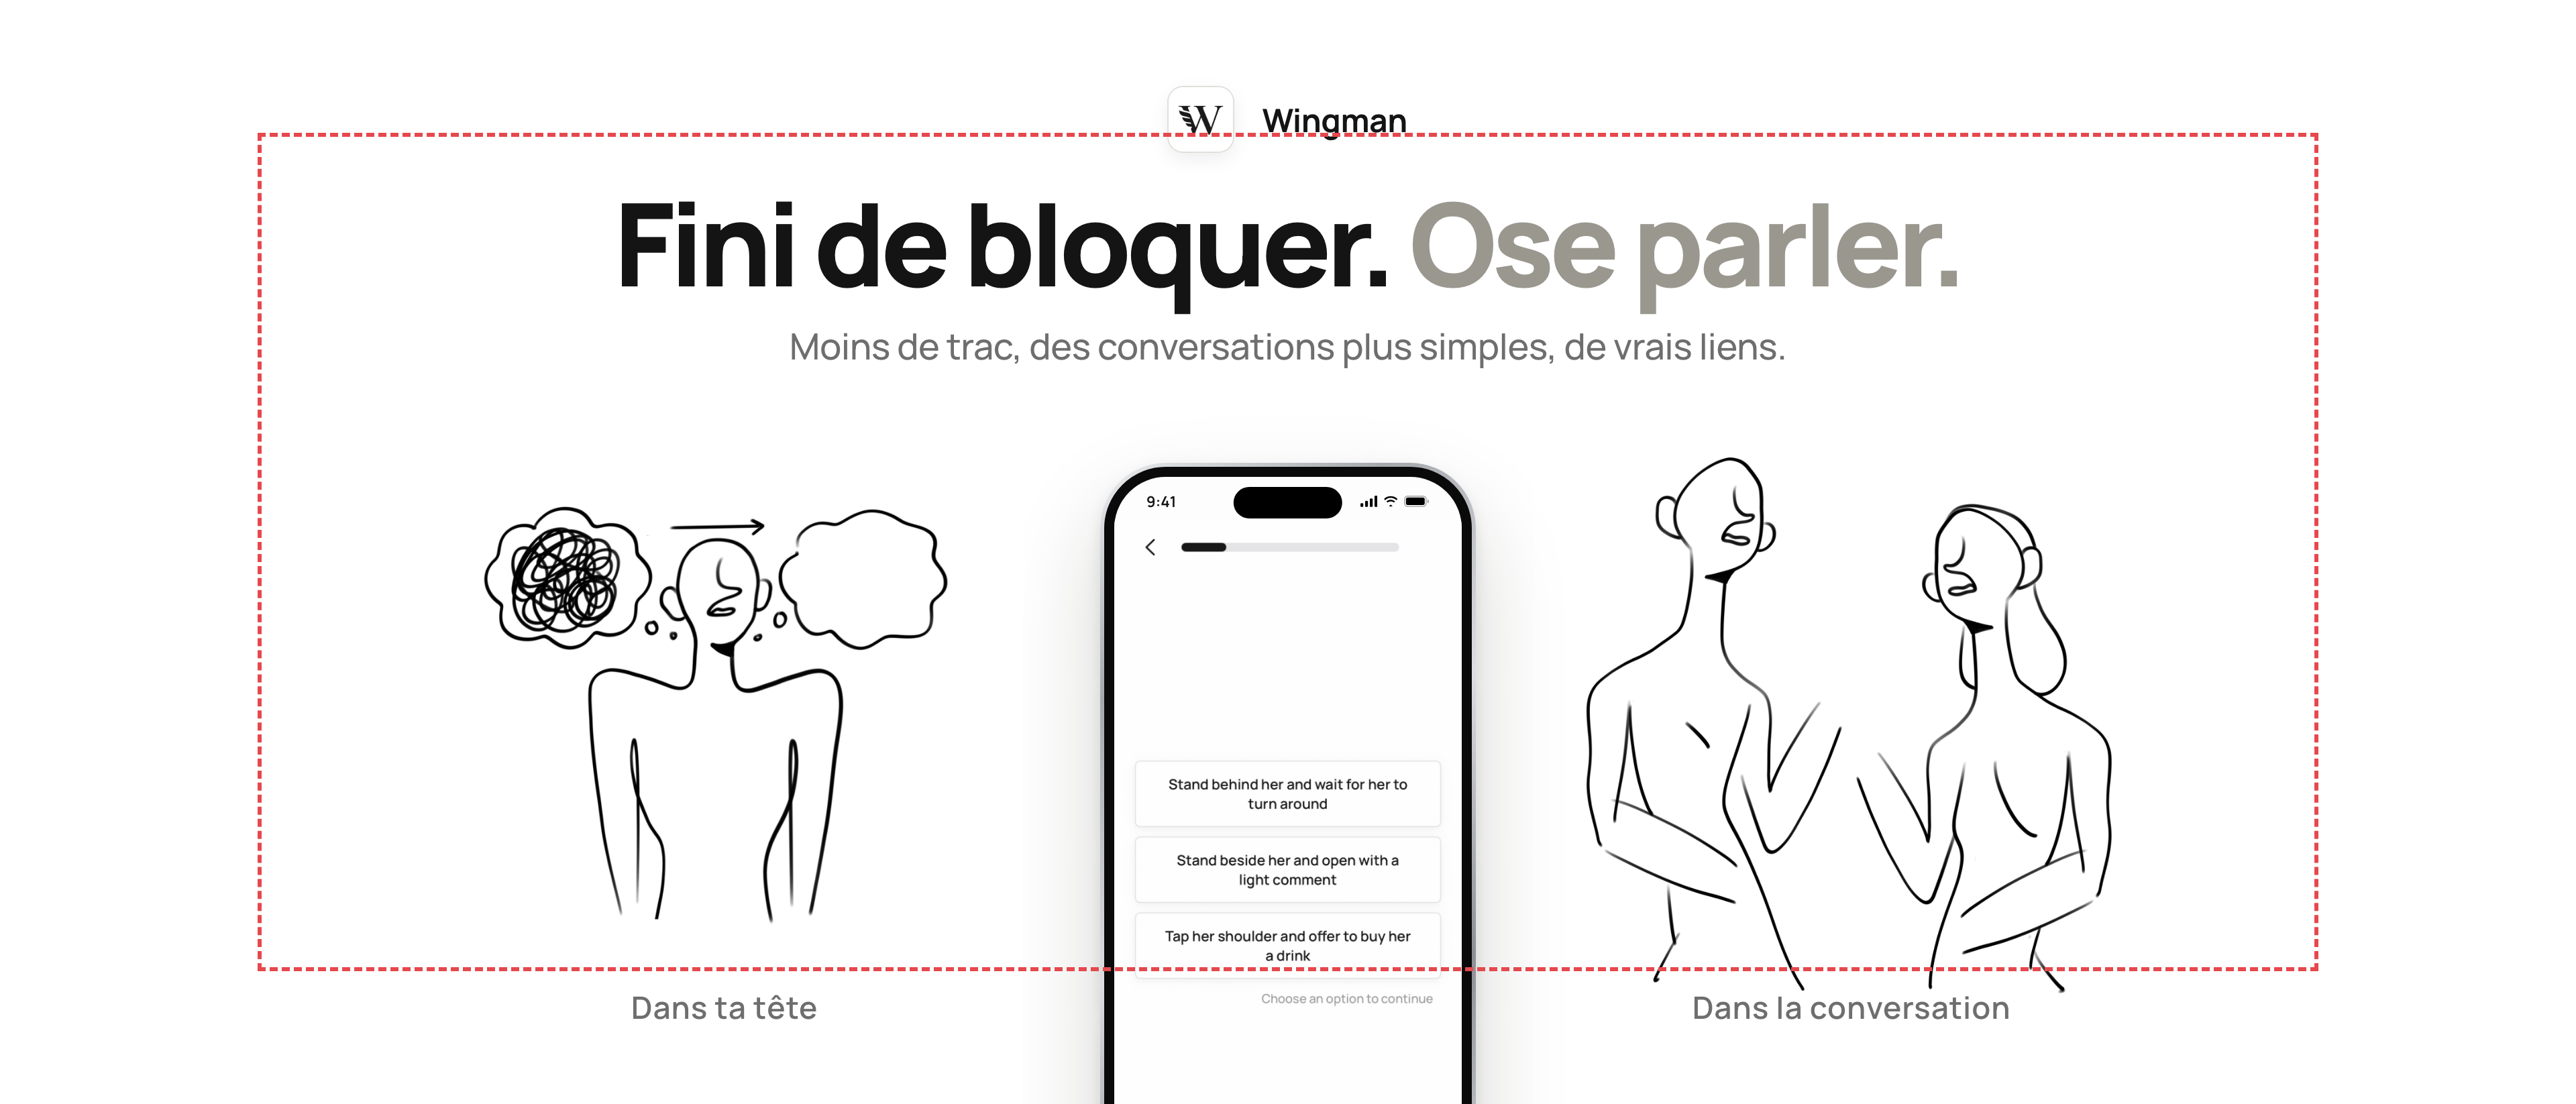 W Wingman
Fini de bloquer. Ose parler.
Moins de trac, des conversations plus simples, de vrais liens.
9:41
Stand behind her and wait for her to
turn around
Stand beside her and open with a
light comment
Tap her shoulder and offer to buy her
a drink
Choose an option to continue
Dans ta tête
Dans la conversation